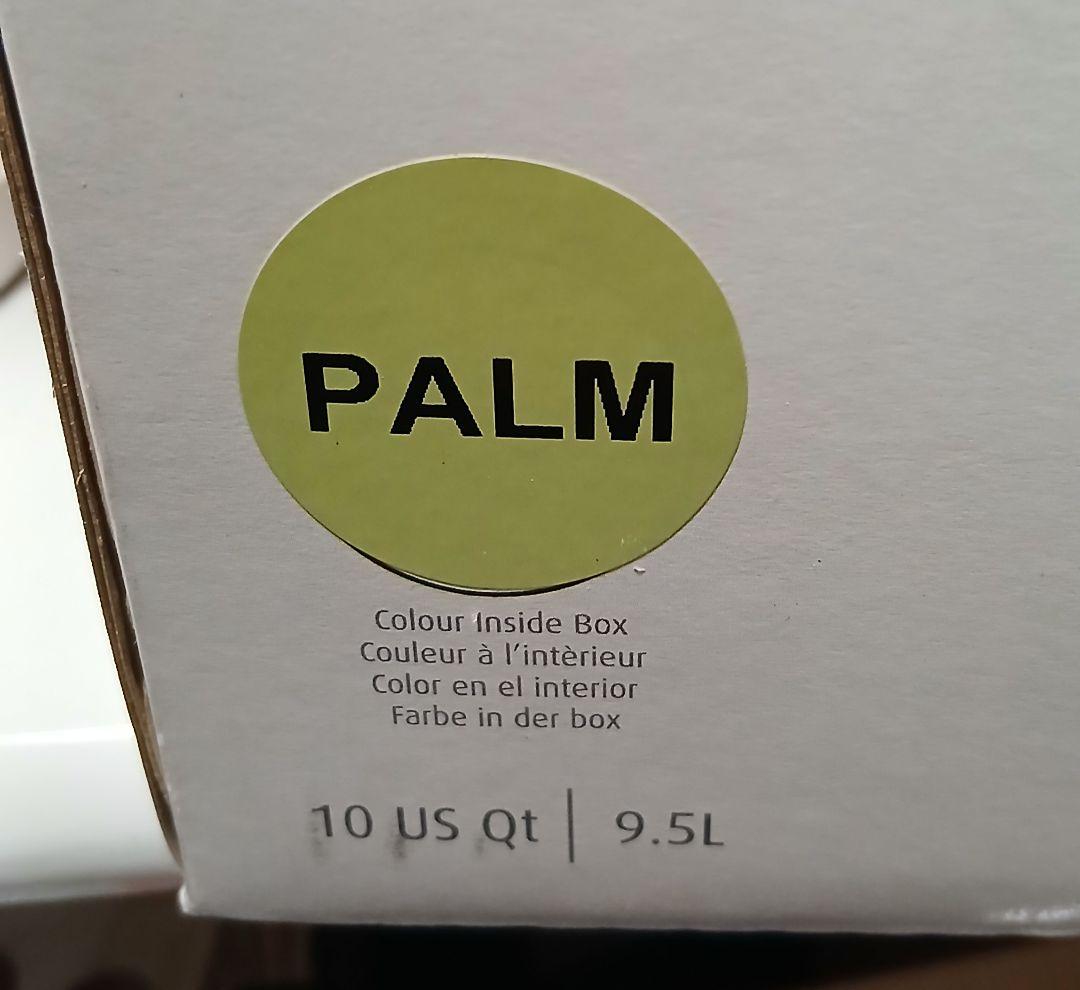 PALM
Colour Inside Box
Couleur à l'intèrieur
Color en el interior
Farbe in der box
10 US Qt | 9.5L